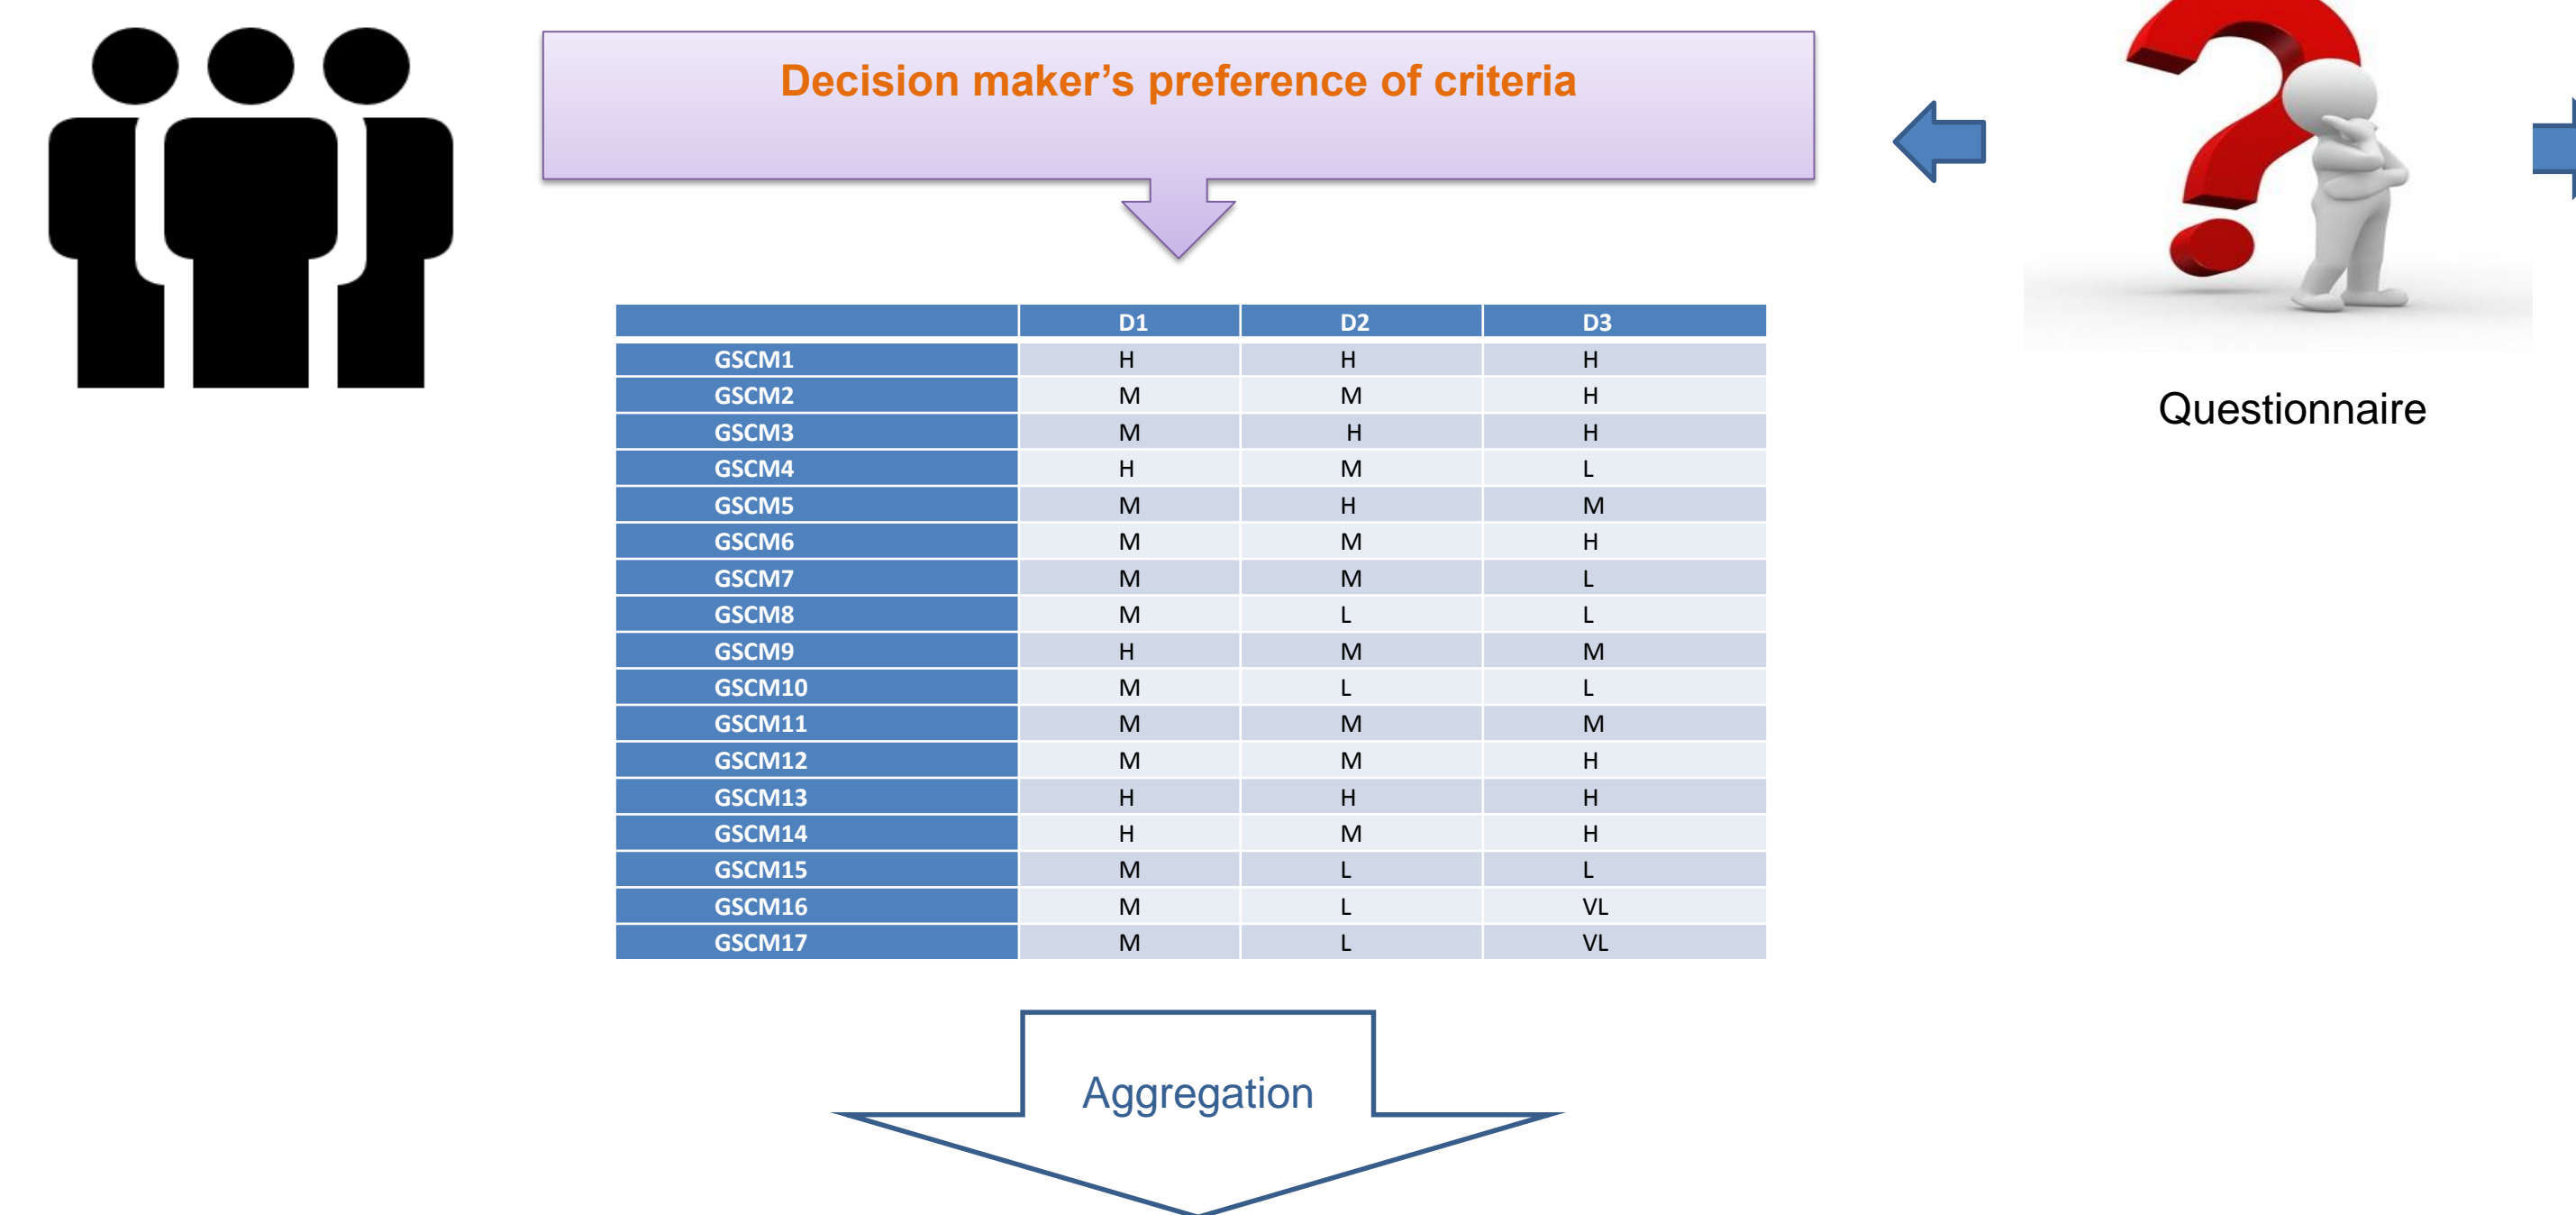 Decision maker's preference of criteria
D1 D2 D3
GSCM1 H H H
GSCM2 M M H
GSCM3 M H H
GSCM4 H M L
GSCM5 M H M
GSCM6 M M H
GSCM7 M M L
GSCM8 M L L
GSCM9 H M M
GSCM10 M L L
GSCM11 M M M
GSCM12 M M H
GSCM13 H H H
GSCM14 H M H
GSCM15 M L L
GSCM16 M L VL
GSCM17 M L VL
Questionnaire
Aggregation